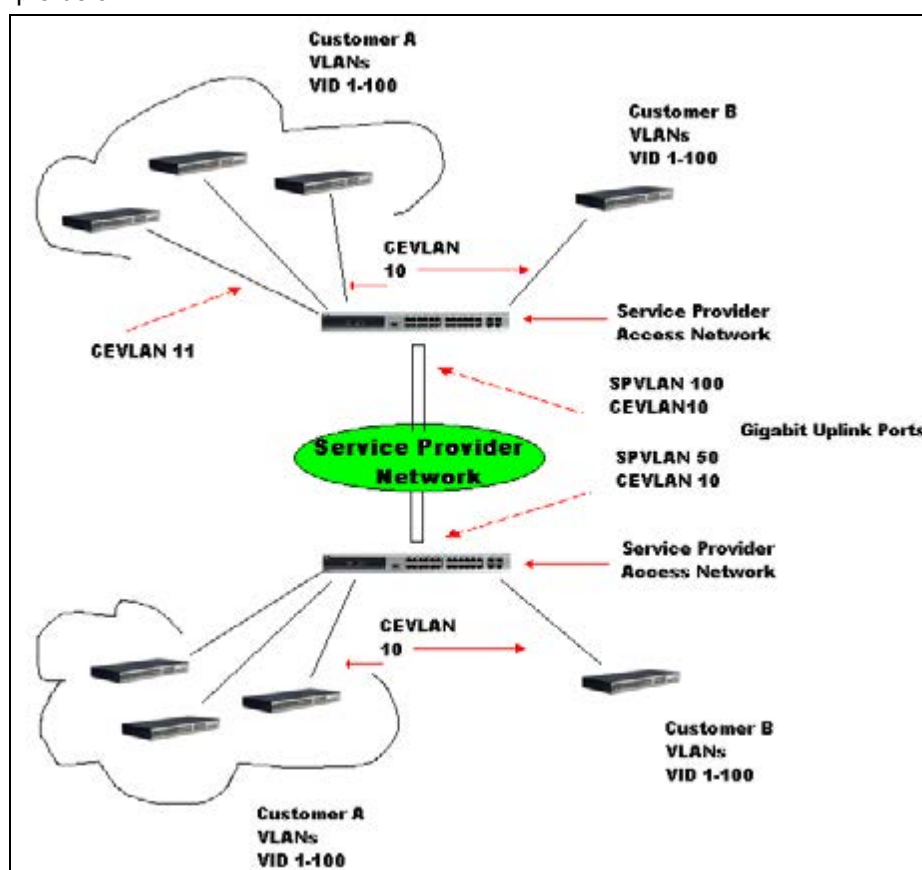 Customer A
VLANs
VID 1-100
Customer B
VLANs
VID 1-100
CEVLAN
10
CEVLAN 11
Service Provider
Access Network
SPVLAN 100
CEVLAN10
Gigabit Uplink Ports
Service Provider
Network
SPVLAN 50
CEVLAN 10
Service Provider
Access Network
CEVLAN
10
Customer B
VLANs
VID 1-100
Customer A
VLANs
VID 1-100